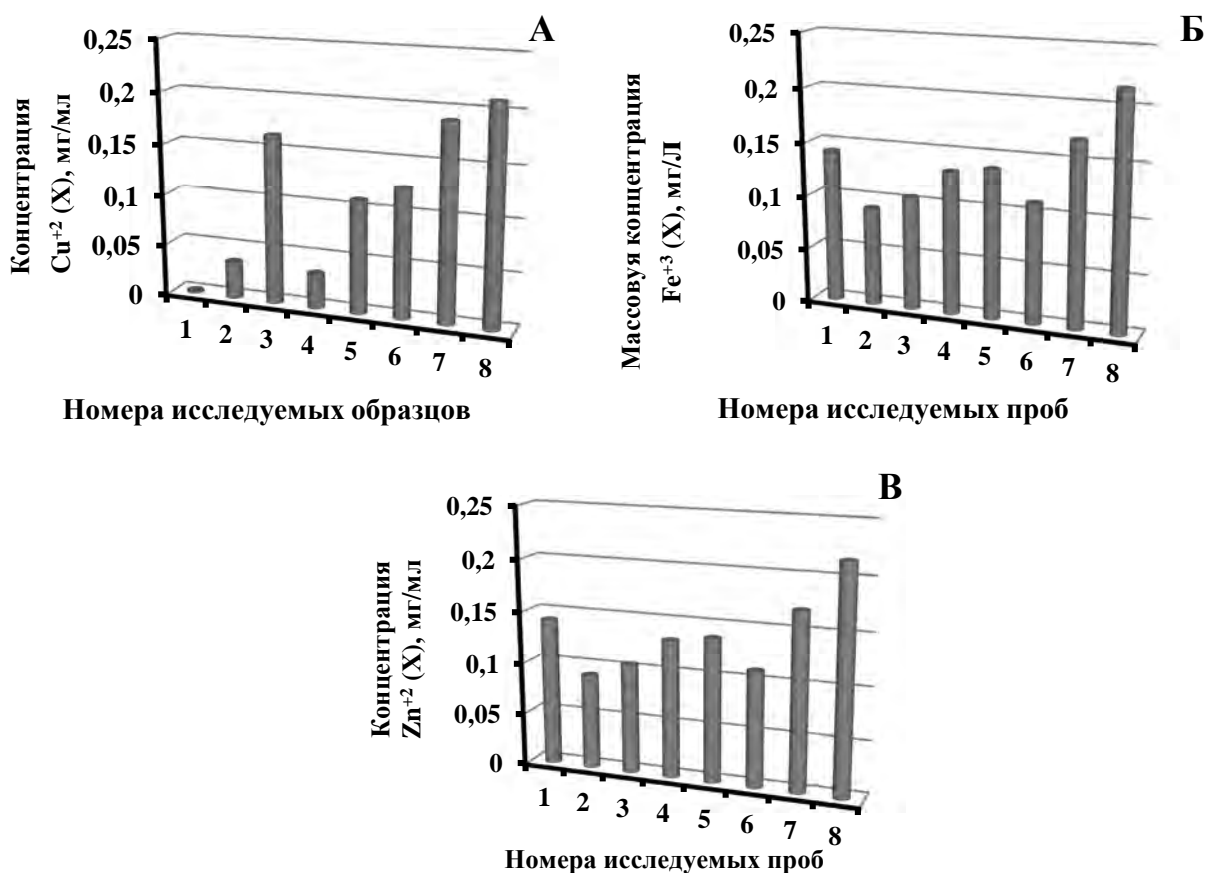 А
0,25
0,2
0,15
0,1
0,05
0
Концентрация
Cu⁺² (X), мг/мл
1 2 3 4 5 6 7 8
Номера исследуемых образцов
Б
0,25
0,2
0,15
0,1
0,05
0
Массовуя концентрация
Fe⁺³ (X), мг/Л
1 2 3 4 5 6 7 8
Номера исследуемых проб
В
0,25
0,2
0,15
0,1
0,05
0
Концентрация
Zn⁺² (X), мг/мл
1 2 3 4 5 6 7 8
Номера исследуемых проб